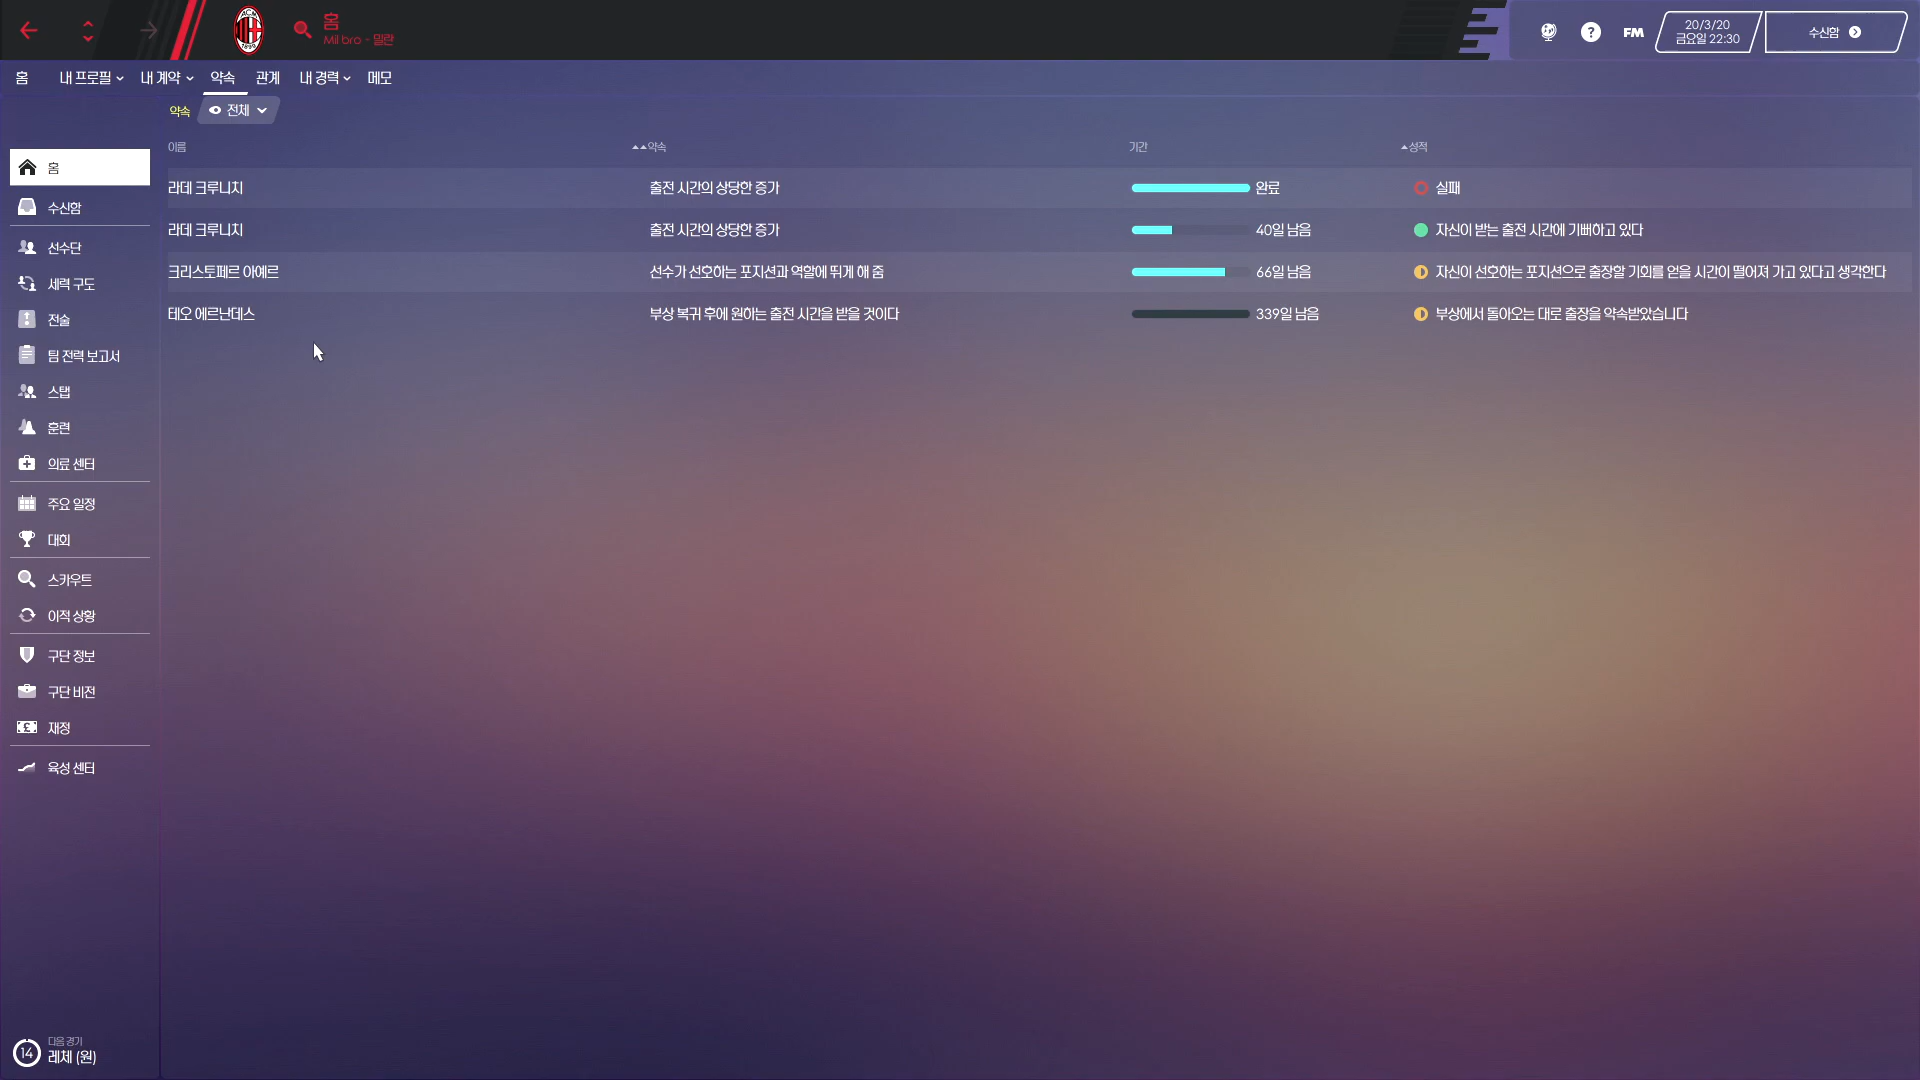 홈
Mil bro - 밀란
FM
20/3/20
금요일 22:30
수신함
홈 내 프로필 내 계약 약속 관계 내 경력 메모
약속 전체
이름 약속 기간 성적
라데 크루니치 출전 시간의 상당한 증가 완료 실패
라데 크루니치 출전 시간의 상당한 증가 40일 남음 자신이 받는 출전 시간에 기뻐하고 있다
크리스토페르 아예르 선수가 선호하는 포지션과 역할에 뛰게 해 줌 66일 남음 자신이 선호하는 포지션으로 출장할 기회를 얻을 시간이 떨어져 가고 있다고 생각한다
테오 에르난데스 부상 복귀 후에 원하는 출전 시간을 받을 것이다 339일 남음 부상에서 돌아오는 대로 출장을 약속받았습니다
홈
수신함
선수단
세력 구도
전술
팀 전력 보고서
스탭
훈련
의료 센터
주요 일정
대회
스카우트
이적 상황
구단 정보
구단 비전
재정
육성 센터
14
다음 경기
레체 (원)